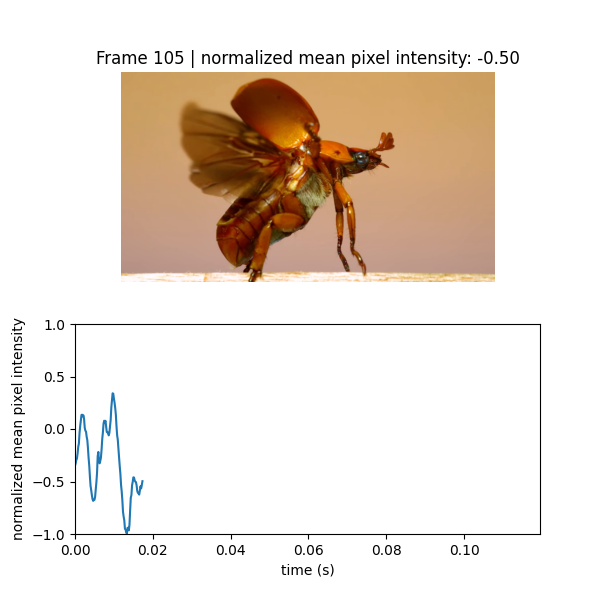 Frame 105 | normalized mean pixel intensity: -0.50
normalized mean pixel intensity
1.0
0.5
0.0
−0.5
−1.0
0.00 0.02 0.04 0.06 0.08 0.10
time (s)